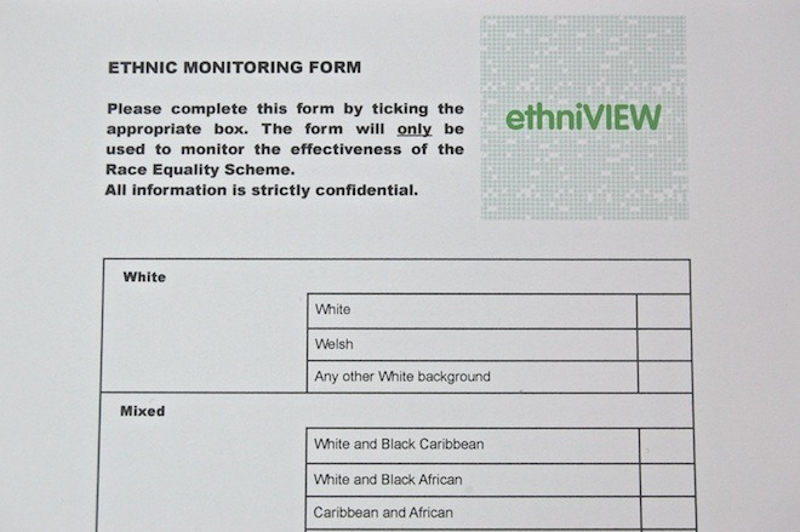 ETHNIC MONITORING FORM
ethniVIEW
Please complete this form by ticking the
appropriate box. The form will only be
used to monitor the effectiveness of the
Race Equality Scheme.
All information is strictly confidential.
White
White
Welsh
Any other White background
Mixed
White and Black Caribbean
White and Black African
Caribbean and African